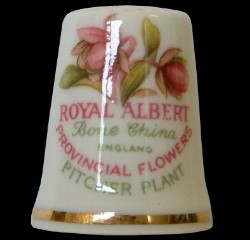 ROYAL ALBERT
Bone China
ENGLAND
PROVINCIAL FLOWERS
PITCHER PLANT